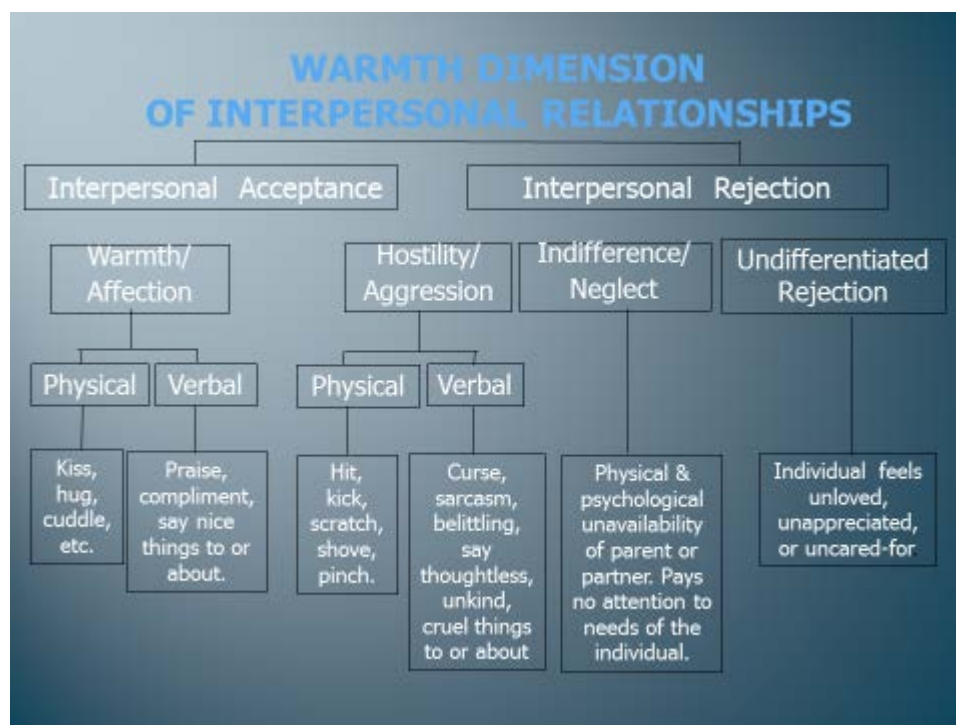 WARMTH DIMENSION
OF INTERPERSONAL RELATIONSHIPS
Interpersonal Acceptance
Interpersonal Rejection
Warmth/
Affection
Hostility/
Aggression
Indifference/
Neglect
Undifferentiated
Rejection
Physical
Verbal
Physical
Verbal
Kiss,
hug,
cuddle,
etc.
Praise,
compliment,
say nice
things to or
about.
Hit,
kick,
scratch,
shove,
pinch.
Curse,
sarcasm,
belittling,
say
thoughtless,
unkind,
cruel things
to or about
Physical &
psychological
unavailability
of parent or
partner. Pays
no attention to
needs of the
individual.
Individual feels
unloved,
unappreciated,
or uncared-for